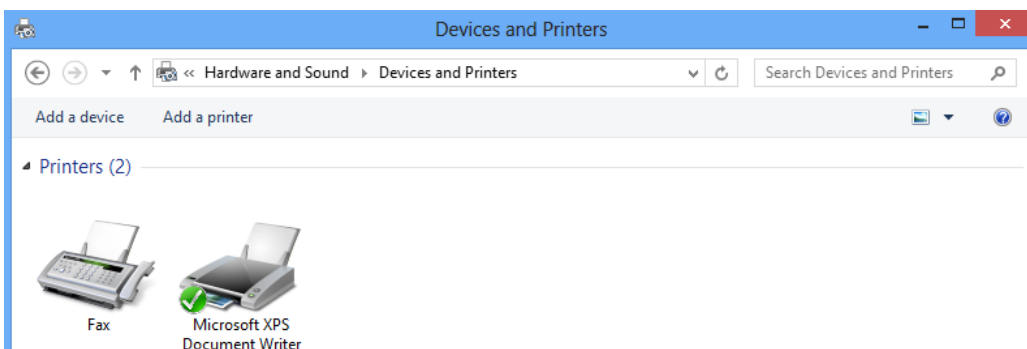 Devices and Printers
« Hardware and Sound ▸ Devices and Printers
Search Devices and Printers
Add a device
Add a printer
Printers (2)
Fax
Microsoft XPS
Document Writer